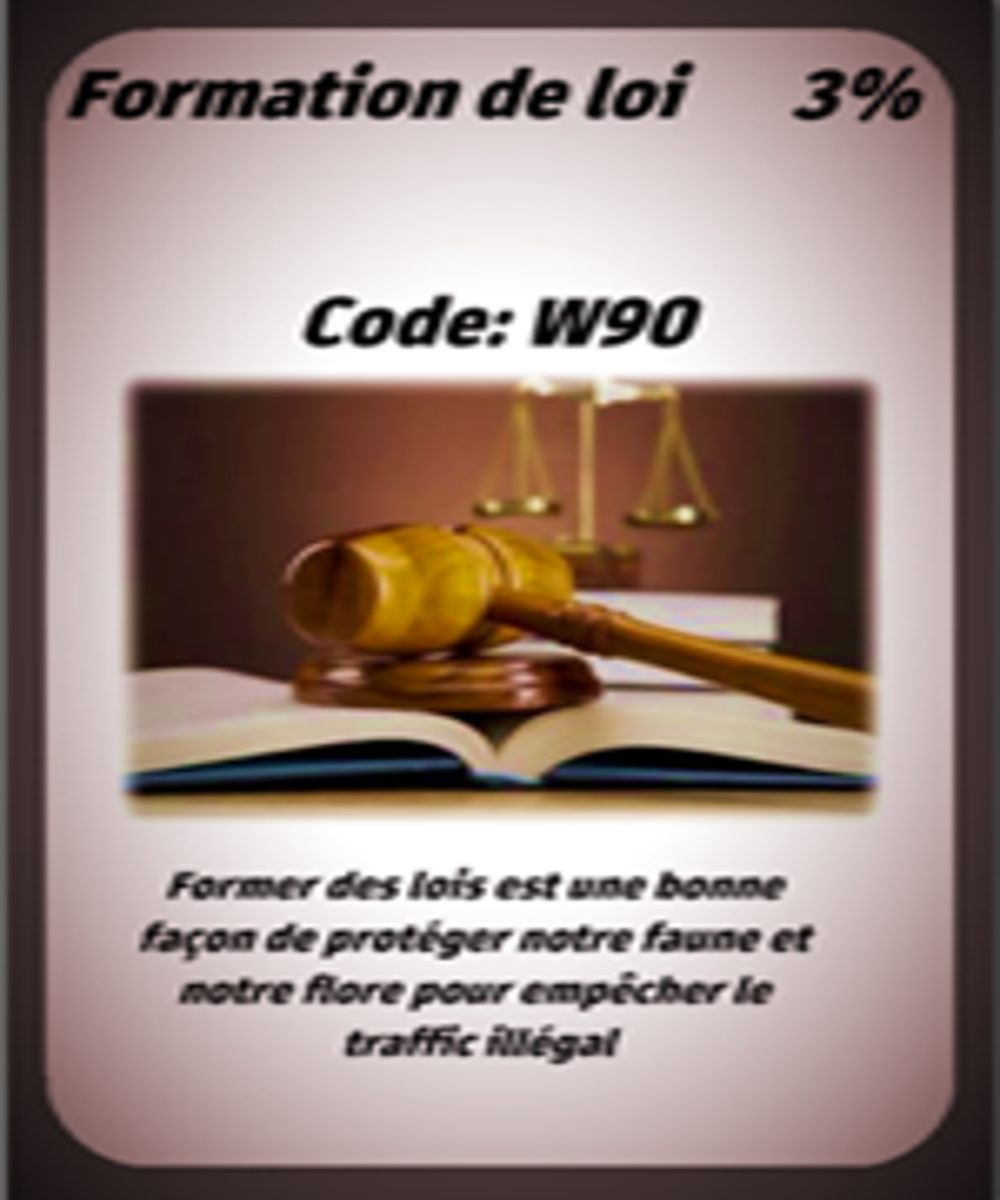 Formation de loi 3%
Code: W90
Former des lois est une bonne
façon de protéger notre faune et
notre flore pour empêcher le
traffic illégal